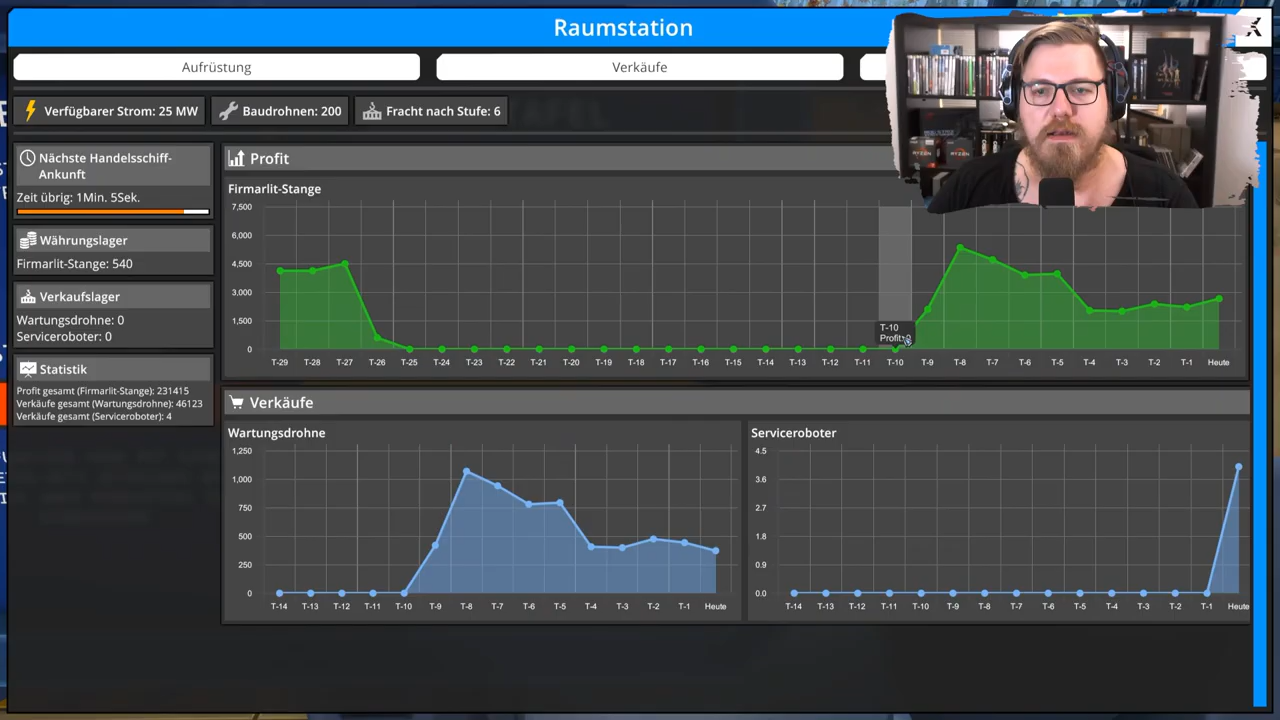 Raumstation
Aufrüstung
Verkäufe
Verfügbarer Strom: 25 MW
Baudrohnen: 200
Fracht nach Stufe: 6
Nächste Handelsschiff-
Ankunft
Zeit übrig: 1Min. 5Sek.
Währungslager
Firmarlit-Stange: 540
Verkaufslager
Wartungsdrohne: 0
Serviceroboter: 0
Statistik
Profit gesamt (Firmarlit-Stange): 231415
Verkäufe gesamt (Wartungsdrohne): 46123
Verkäufe gesamt (Serviceroboter): 4
Profit
Firmarlit-Stange
7,500
6,000
4,500
3,000
1,500
0
T-10
Profit:
T-29 T-28 T-27 T-26 T-25 T-24 T-23 T-22 T-21 T-20 T-19 T-18 T-17 T-16 T-15 T-14 T-13 T-12 T-11 T-10 T-9 T-8 T-7 T-6 T-5 T-4 T-3 T-2 T-1 Heute
Verkäufe
Wartungsdrohne
1,250
1,000
750
500
250
0
T-14 T-13 T-12 T-11 T-10 T-9 T-8 T-7 T-6 T-5 T-4 T-3 T-2 T-1 Heute
Serviceroboter
4.5
3.6
2.7
1.8
0.9
0.0
T-14 T-13 T-12 T-11 T-10 T-9 T-8 T-7 T-6 T-5 T-4 T-3 T-2 T-1 Heute
RYZEN
RYZEN